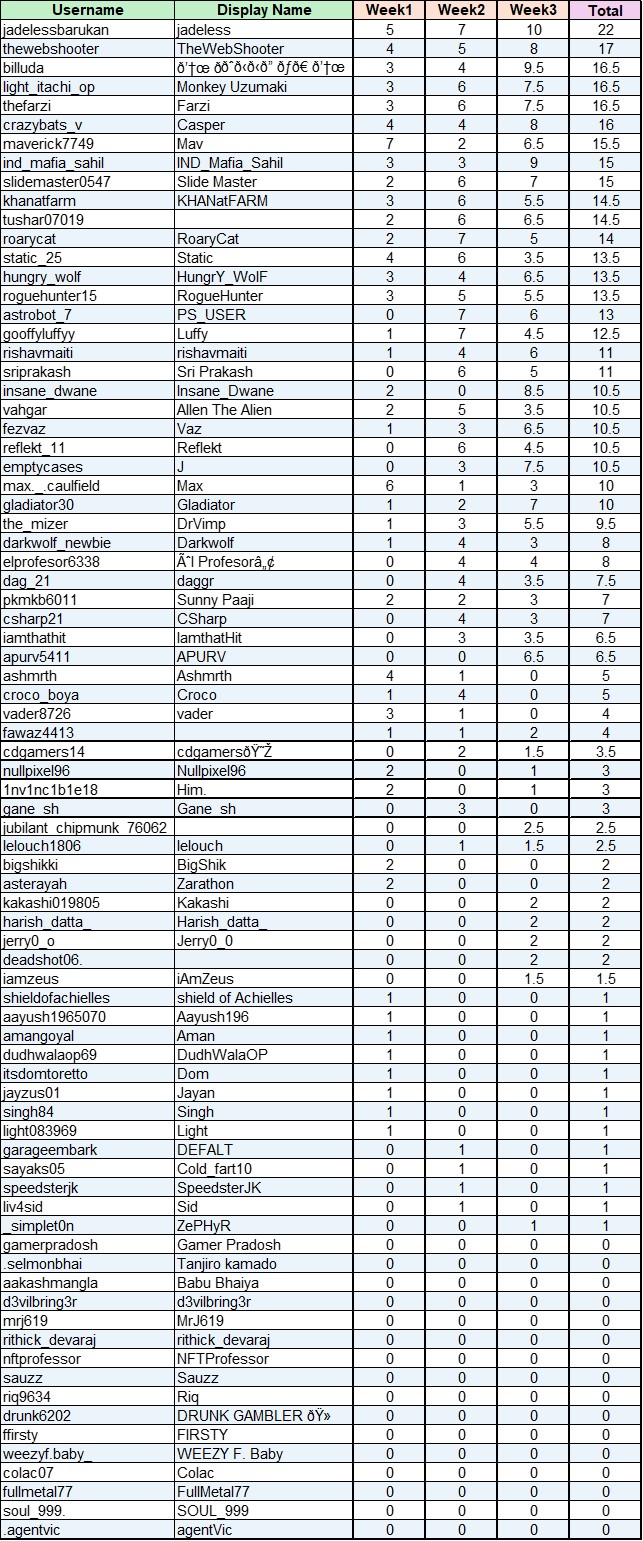 Username Display Name Week1 Week2 Week3 Total
jadelessbarukan jadeless 5 7 10 22
thewebshooter TheWebShooter 4 5 8 17
billuda 3 4 9.5 16.5
light_itachi_op Monkey Uzumaki 3 6 7.5 16.5
thefarzi Farzi 3 6 7.5 16.5
crazybats_v Casper 4 4 8 16
maverick7749 Mav 7 2 6.5 15.5
ind_mafia_sahil IND_Mafia_Sahil 3 3 9 15
slidemaster0547 Slide Master 2 6 7 15
khanatfarm KHANatFARM 3 6 5.5 14.5
tushar07019 2 6 6.5 14.5
roarycat RoaryCat 2 7 5 14
static_25 Static 4 6 3.5 13.5
hungry_wolf HungrY_WolF 3 4 6.5 13.5
roguehunter15 RogueHunter 3 5 5.5 13.5
astrobot_7 PS_USER 0 7 6 13
gooffyluffyy Luffy 1 7 4.5 12.5
rishavmaiti rishavmaiti 1 4 6 11
sriprakash Sri Prakash 0 6 5 11
insane_dwane Insane_Dwane 2 0 8.5 10.5
vahgar Allen The Alien 2 5 3.5 10.5
fezvaz Vaz 1 3 6.5 10.5
reflekt_11 Reflekt 0 6 4.5 10.5
emptycases J 0 3 7.5 10.5
max._.caulfield Max 6 1 3 10
gladiator30 Gladiator 1 2 7 10
the_mizer DrVimp 1 3 5.5 9.5
darkwolf_newbie Darkwolf 1 4 3 8
elprofesor6338 Ãˆl Profesorâ„¢ 0 4 4 8
dag_21 daggr 0 4 3.5 7.5
pkmkb6011 Sunny Paaji 2 2 3 7
csharp21 CSharp 0 4 3 7
iamthathit IamthatHit 0 3 3.5 6.5
apurv5411 APURV 0 0 6.5 6.5
ashmrth Ashmrth 4 1 0 5
croco_boya Croco 1 4 0 5
vader8726 vader 3 1 0 4
fawaz4413 1 1 2 4
cdgamers14 cdgamersðŸ˜Ž 0 2 1.5 3.5
nullpixel96 Nullpixel96 2 0 1 3
1nv1nc1b1e18 Him. 2 0 1 3
gane_sh Gane_sh 0 3 0 3
jubilant_chipmunk_76062 0 0 2.5 2.5
lelouch1806 lelouch 0 1 1.5 2.5
bigshikki BigShik 2 0 0 2
asterayah Zarathon 2 0 0 2
kakashi019805 Kakashi 0 0 2 2
harish_datta_ Harish_datta_ 0 0 2 2
jerry0_o Jerry0_0 0 0 2 2
deadshot06. 0 0 2 2
iamzeus iAmZeus 0 0 1.5 1.5
shieldofachielles shield of Achielles 1 0 0 1
aayush1965070 Aayush196 1 0 0 1
amangoyal Aman 1 0 0 1
dudhwalaop69 DudhWalaOP 1 0 0 1
itsdomtoretto Dom 1 0 0 1
jayzus01 Jayan 1 0 0 1
singh84 Singh 1 0 0 1
light083969 Light 1 0 0 1
garageembark DEFALT 0 1 0 1
sayaks05 Cold_fart10 0 1 0 1
speedsterjk SpeedsterJK 0 1 0 1
liv4sid Sid 0 1 0 1
_simplet0n ZePHyR 0 0 1 1
gamerpradosh Gamer Pradosh 0 0 0 0
.selmonbhai Tanjiro kamado 0 0 0 0
aakashmangla Babu Bhaiya 0 0 0 0
d3vilbring3r d3vilbring3r 0 0 0 0
mrj619 MrJ619 0 0 0 0
rithick_devaraj rithick_devaraj 0 0 0 0
nftprofessor NFTProfessor 0 0 0 0
sauzz Sauzz 0 0 0 0
riq9634 Riq 0 0 0 0
drunk6202 DRUNK GAMBLER ðŸ» 0 0 0 0
ffirsty FIRSTY 0 0 0 0
weezyf.baby_ WEEZY F. Baby 0 0 0 0
colac07 Colac 0 0 0 0
fullmetal77 FullMetal77 0 0 0 0
soul_999. SOUL_999 0 0 0 0
.agentvic agentVic 0 0 0 0